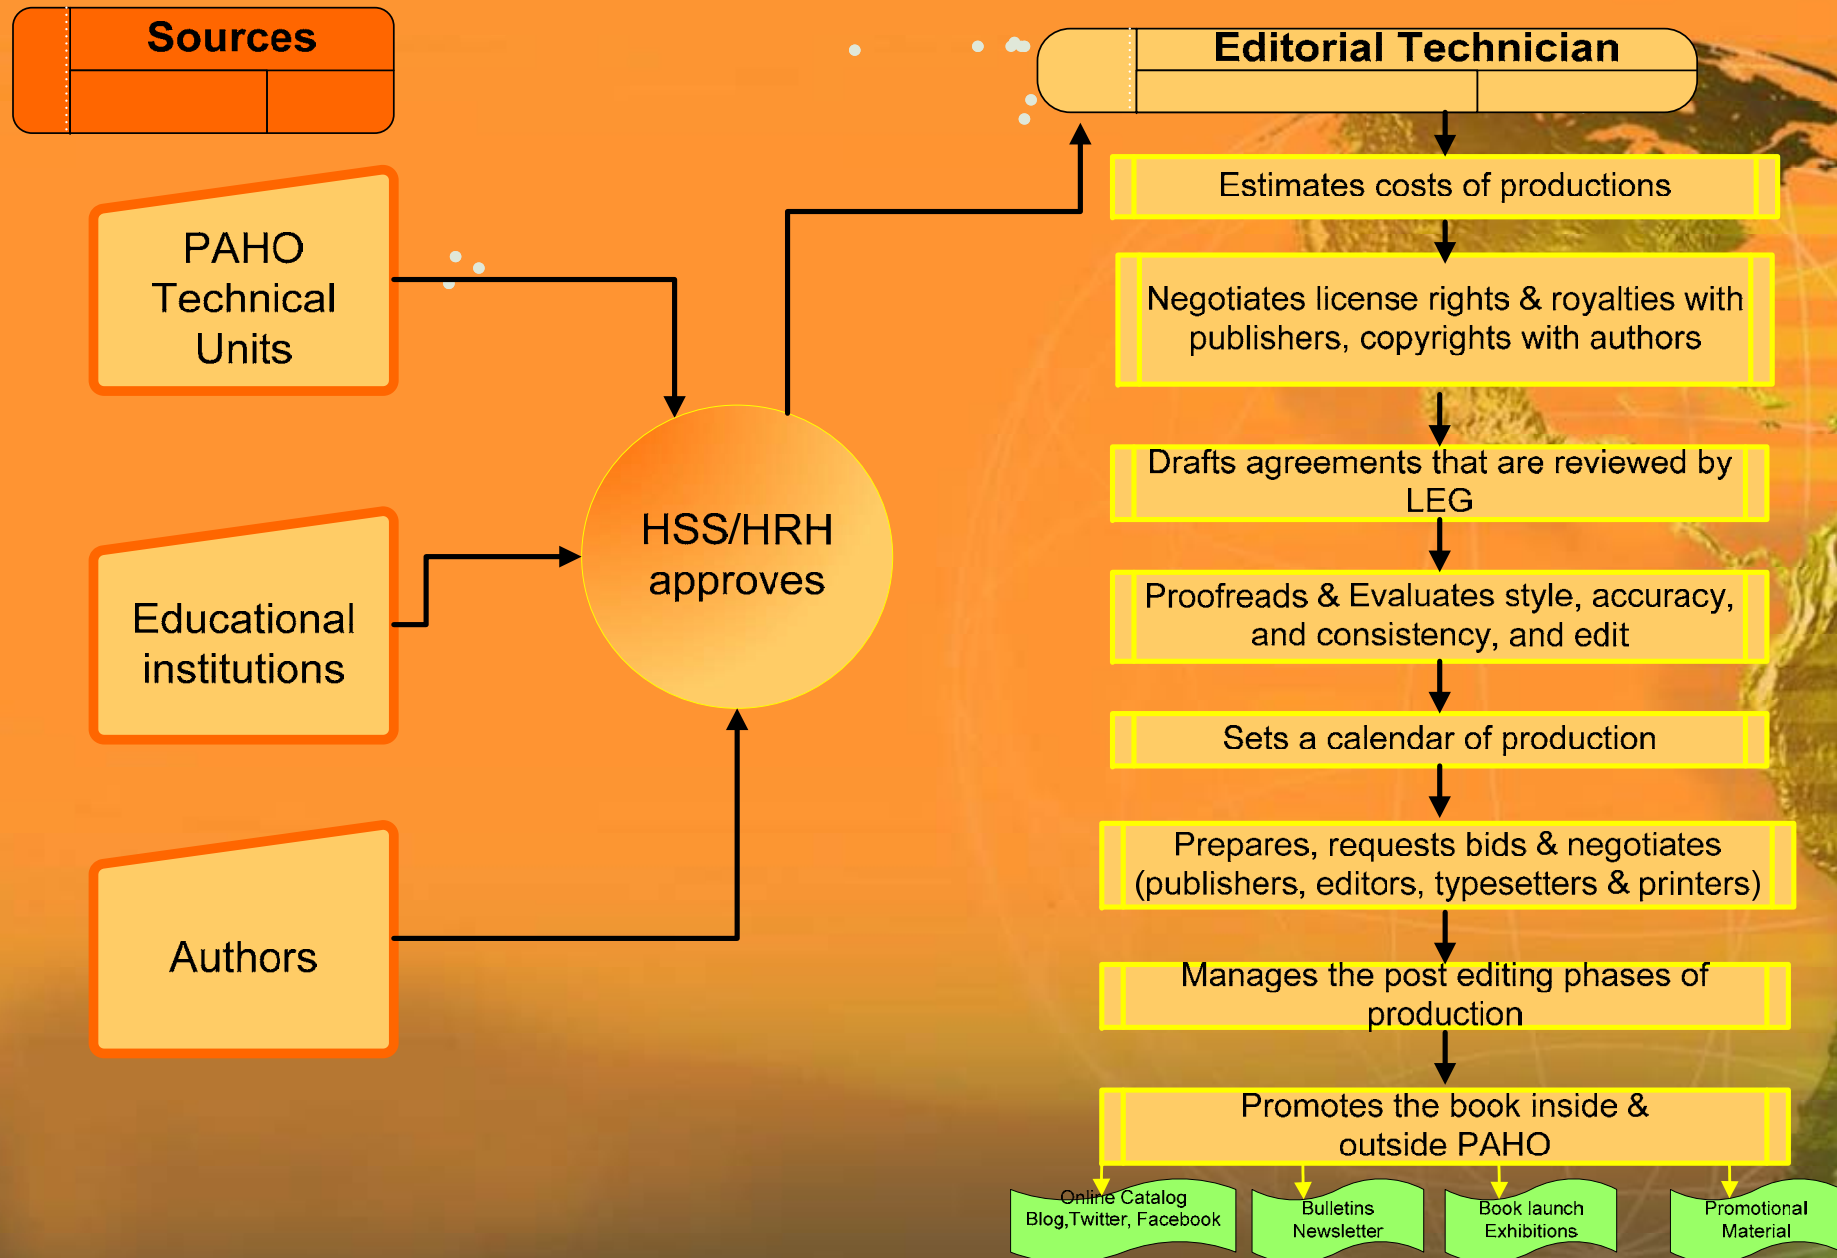 Sources
PAHO
Technical
Units
Educational
institutions
Authors
HSS/HRH
approves
Editorial Technician
Estimates costs of productions
Negotiates license rights & royalties with
publishers, copyrights with authors
Drafts agreements that are reviewed by
LEG
Proofreads & Evaluates style, accuracy,
and consistency, and edit
Sets a calendar of production
Prepares, requests bids & negotiates
(publishers, editors, typesetters & printers)
Manages the post editing phases of
production
Promotes the book inside &
outside PAHO
Online Catalog
Blog,Twitter, Facebook
Bulletins
Newsletter
Book launch
Exhibitions
Promotional
Material